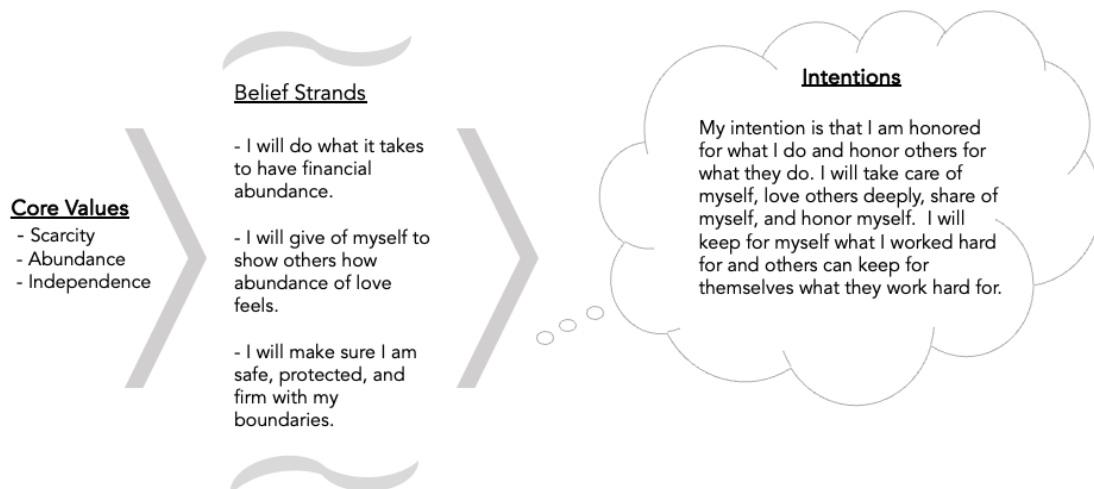 Core Values
- Scarcity
- Abundance
- Independence
Belief Strands
- I will do what it takes
to have financial
abundance.
- I will give of myself to
show others how
abundance of love
feels.
- I will make sure I am
safe, protected, and
firm with my
boundaries.
Intentions
My intention is that I am honored
for what I do and honor others for
what they do. I will take care of
myself, love others deeply, share of
myself, and honor myself.  I will
keep for myself what I worked hard
for and others can keep for
themselves what they work hard for.